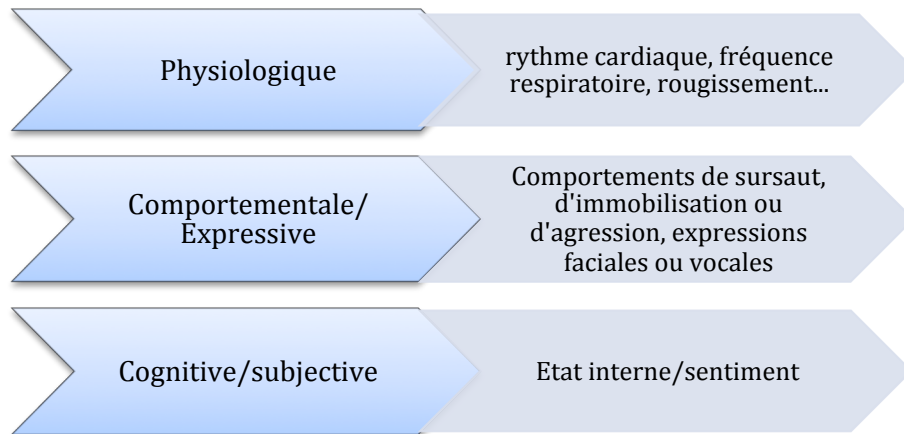 Physiologique
rythme cardiaque, fréquence
respiratoire, rougissement...
Comportementale/
Expressive
Comportements de sursaut,
d'immobilisation ou
d'agression, expressions
faciales ou vocales
Cognitive/subjective
Etat interne/sentiment